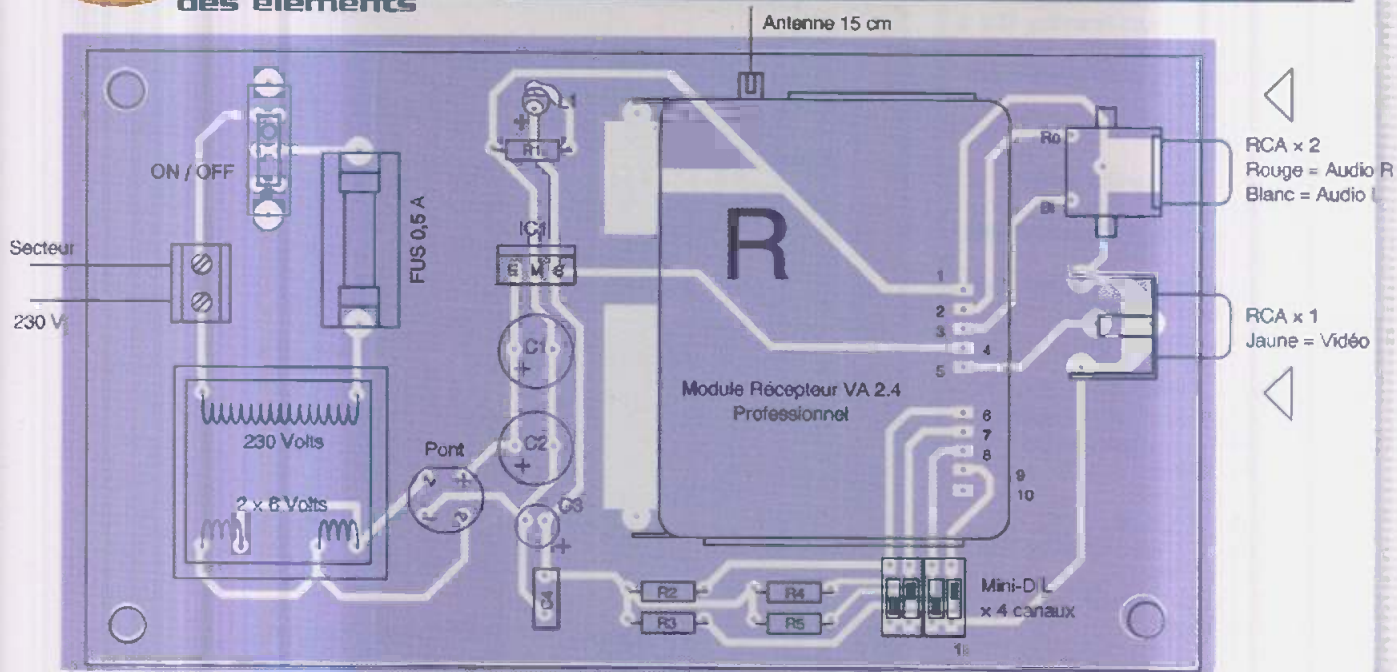 des éléments
Antenne 15 cm
ON / OFF
FUS 0,5 A
Secteur
230 V
230 Volts
2 x 6 Volts
Pont
+
L1
+
R1
IC1
E M S
C1
+
C2
+
C3
+
C4
R
Module Récepteur VA 2.4
Professionnel
1
2
3
4
5
6
7
8
9
10
Ro
Bl
RCA x 2
Rouge = Audio R
Blanc = Audio L
RCA x 1
Jaune = Vidéo
R2
R3
R4
R5
Mini-DIL
x 4 canaux